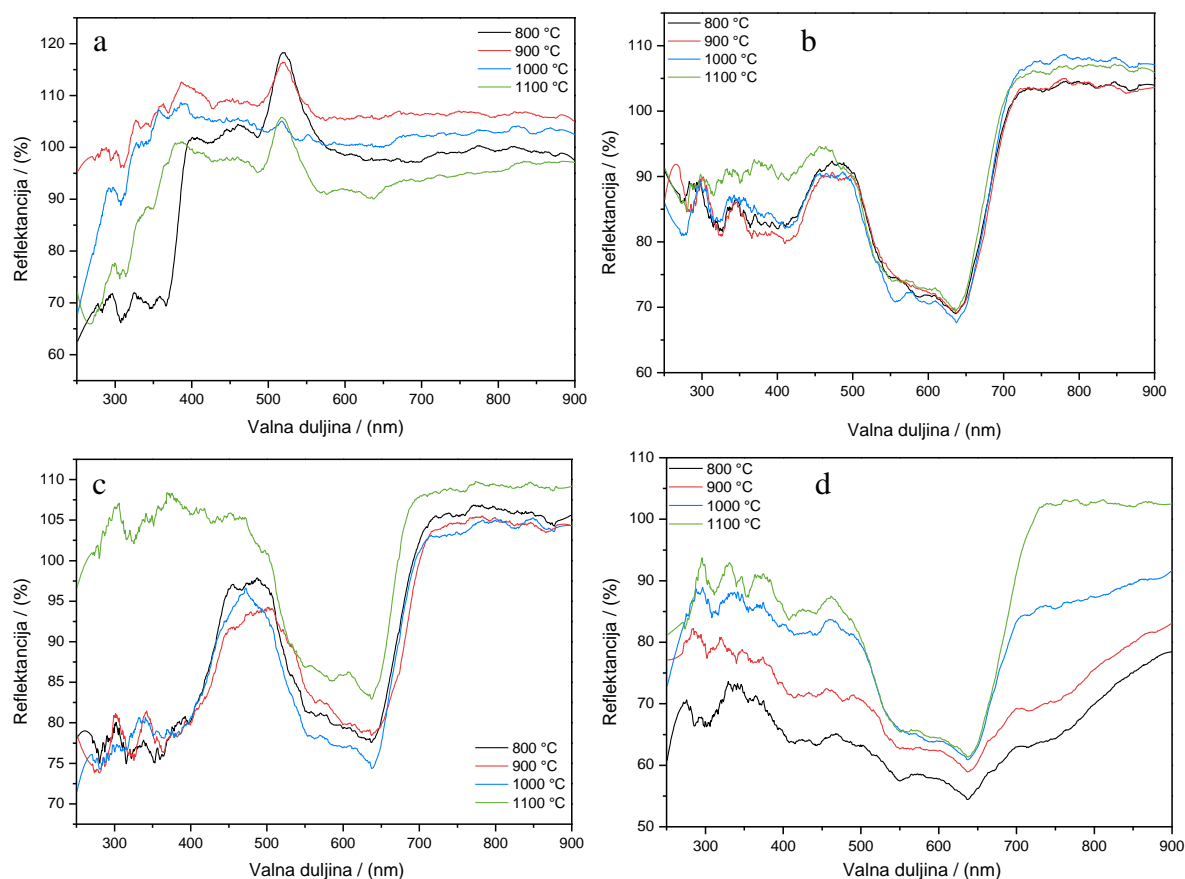 a
800 °C
900 °C
1000 °C
1100 °C
120
110
100
90
80
70
60
Reflektancija / (%)
300 400 500 600 700 800 900
Valna duljina / (nm)
b
800 °C
900 °C
1000 °C
1100 °C
110
100
90
80
70
60
Reflektancija / (%)
300 400 500 600 700 800 900
Valna duljina / (nm)
c
800 °C
900 °C
1000 °C
1100 °C
110
105
100
95
90
85
80
75
70
Reflektancija / (%)
300 400 500 600 700 800 900
Valna duljina / (nm)
d
800 °C
900 °C
1000 °C
1100 °C
110
100
90
80
70
60
50
Reflektancija / (%)
300 400 500 600 700 800 900
Valna duljina / (nm)